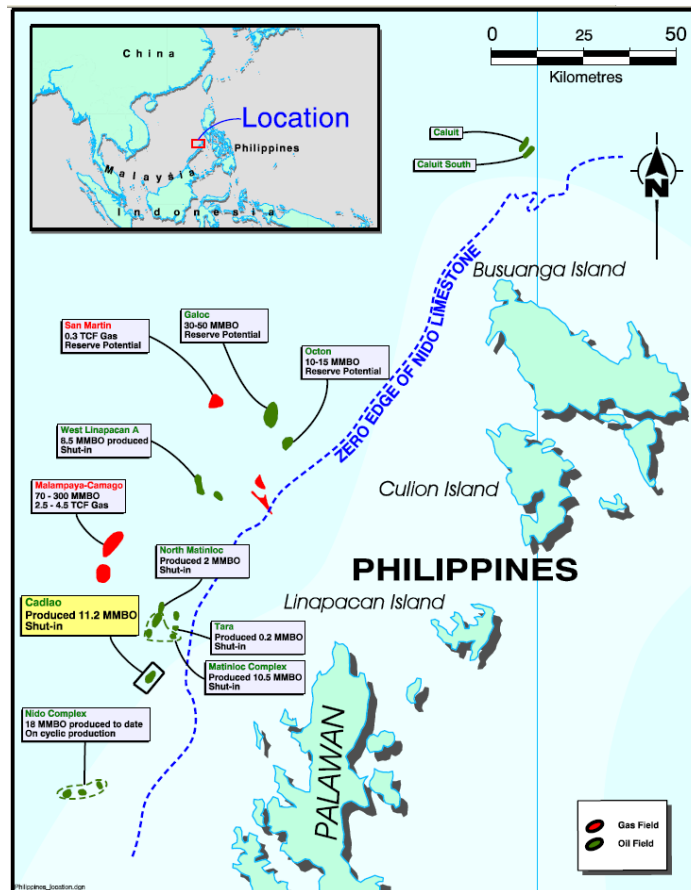 China
Location
Philippines
Malaysia
Indonesia
0 25 50
Kilometres
N
Caluit
Caluit South
Busuanga Island
ZERO EDGE OF NIDO LIMESTONE
San Martin
0.3 TCF Gas
Reserve Potential
Galoc
30-50 MMBO
Reserve Potential
Octon
10-15 MMBO
Reserve Potential
West Linapacan A
8.5 MMBO produced
Shut-in
Culion Island
Malampaya-Camago
70 - 300 MMBO
2.5 - 4.5 TCF Gas
North Matinloc
Produced 2 MMBO
Shut-in
PHILIPPINES
Linapacan Island
Cadlao
Produced 11.2 MMBO
Shut-in
Tara
Produced 0.2 MMBO
Shut-in
Matinloc Complex
Produced 10.5 MMBO
Shut-in
Nido Complex
18 MMBO produced to date
On cyclic production
PALAWAN
Gas Field
Oil Field
Philippines_location.dgn